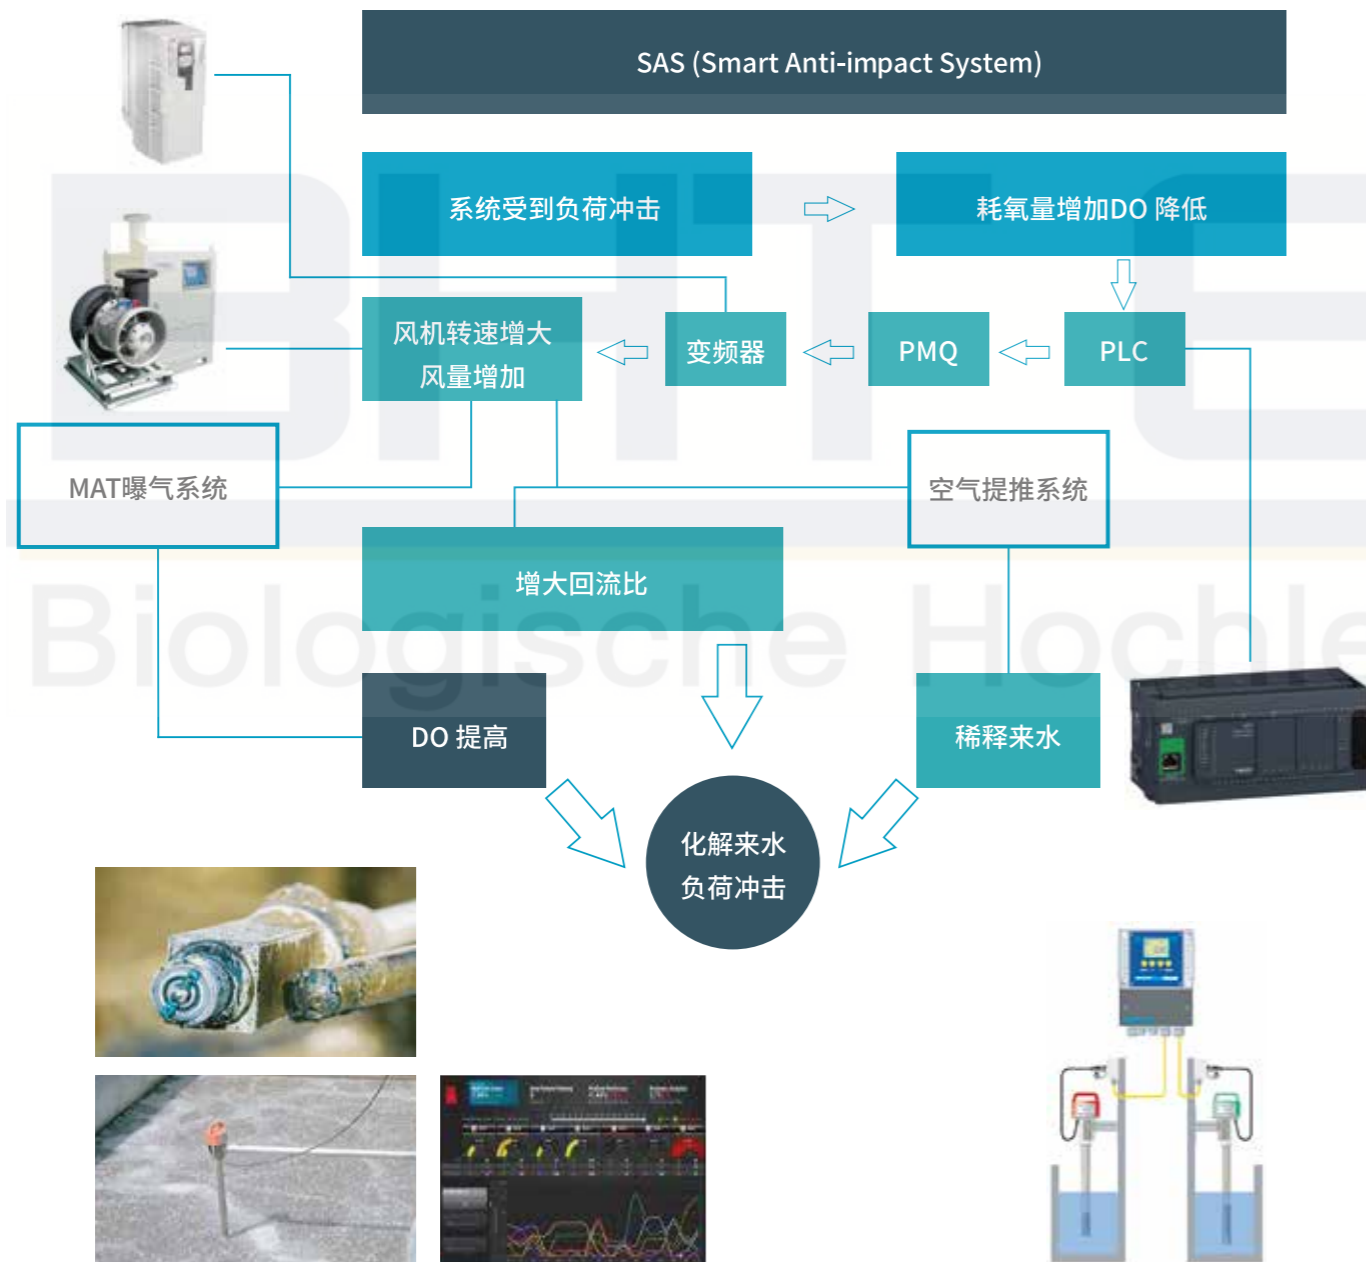 SAS (Smart Anti-impact System)
系统受到负荷冲击
耗氧量增加DO 降低
风机转速增大
风量增加
变频器
PMQ
PLC
MAT曝气系统
空气提推系统
增大回流比
DO 提高
稀释来水
化解来水
负荷冲击
BHTE
Biologische Hochle